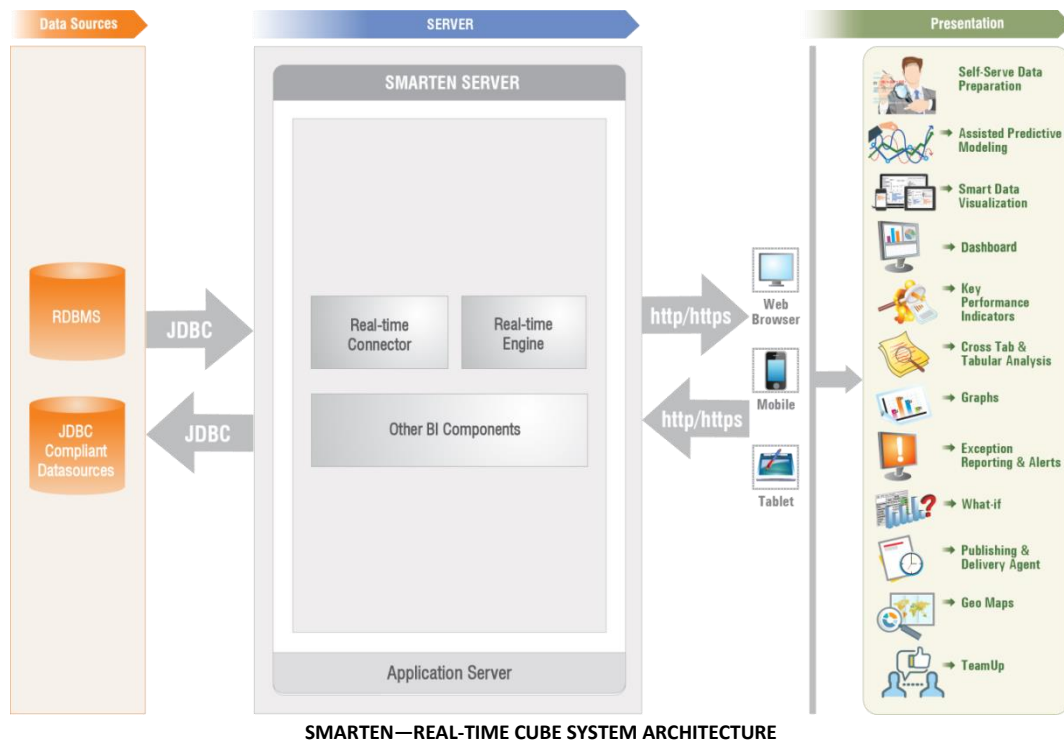 Data Sources
SERVER
Presentation
SMARTEN SERVER
RDBMS
JDBC
Compliant
Datasources
JDBC
JDBC
Real-time
Connector
Real-time
Engine
Other BI Components
Application Server
http/https
http/https
Web
Browser
Mobile
Tablet
Self-Serve Data
Preparation
Assisted Predictive
Modeling
Smart Data
Visualization
Dashboard
Key
Performance
Indicators
Cross Tab &
Tabular Analysis
Graphs
Exception
Reporting & Alerts
What-if
Publishing &
Delivery Agent
Geo Maps
TeamUp
SMARTEN—REAL-TIME CUBE SYSTEM ARCHITECTURE